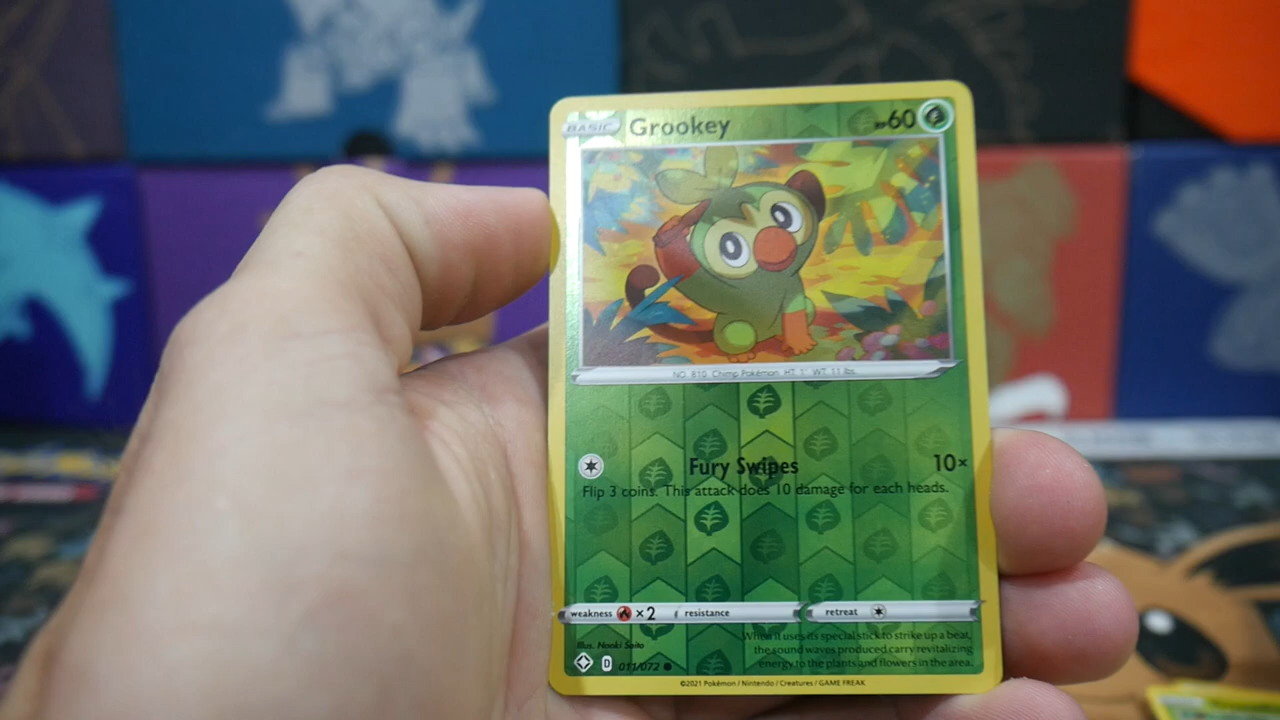 BASIC Grookey HP60
NO. 810 Chimp Pokémon HT: 1' WT: 11 lbs.
Fury Swipes 10×
Flip 3 coins. This attack does 10 damage for each heads.
weakness ×2 resistance retreat
When it uses its special stick to strike up a beat,
the sound waves produced carry revitalizing
energy to the plants and flowers in the area.
Illus. Naoki Saito
D 011/072
©2021 Pokémon / Nintendo / Creatures / GAME FREAK